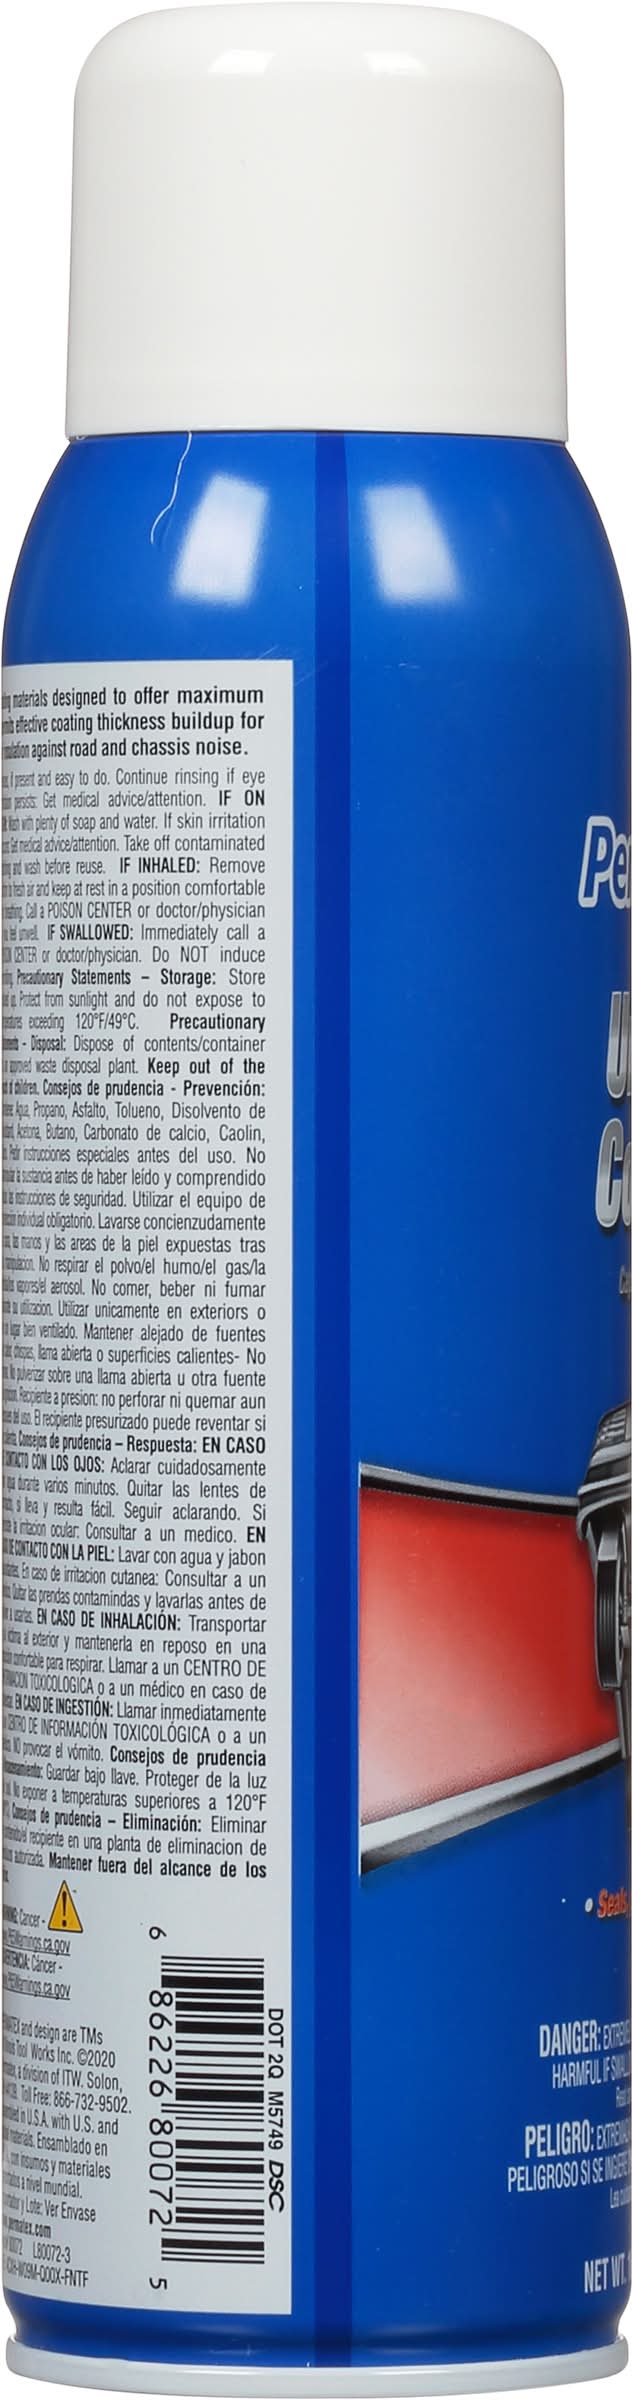 materials designed to offer maximum
effective coating thickness buildup for
against road and chassis noise.
if present and easy to do. Continue rinsing if eye
persists: Get medical advice/attention. IF ON
Wash with plenty of soap and water. If skin irritation
Get medical advice/attention. Take off contaminated
and wash before reuse. IF INHALED: Remove
to fresh air and keep at rest in a position comfortable
Call a POISON CENTER or doctor/physician
you feel unwell. IF SWALLOWED: Immediately call a
CENTER or doctor/physician. Do NOT induce
Precautionary Statements – Storage: Store
Protect from sunlight and do not expose to
exceeding 120°F/49°C. Precautionary
- Disposal: Dispose of contents/container
approved waste disposal plant. Keep out of the
of children. Consejos de prudencia - Prevención:
Agua, Propano, Asfalto, Tolueno, Disolvento de
Acetona, Butano, Carbonato de calcio, Caolin,
Pedir instrucciones especiales antes del uso. No
la sustancia antes de haber leído y comprendido
las instrucciones de seguridad. Utilizar el equipo de
individual obligatorio. Lavarse concienzudamente
las manos y las areas de la piel expuestas tras
No respirar el polvo/el humo/el gas/la
vapores/el aerosol. No comer, beber ni fumar
su utilizacion. Utilizar unicamente en exteriors o
lugar bien ventilado. Mantener alejado de fuentes
chispas, llama abierta o superficies calientes- No
No pulverizar sobre una llama abierta u otra fuente
Recipiente a presion: no perforar ni quemar aun
del uso. El recipiente presurizado puede reventar si
Consejos de prudencia – Respuesta: EN CASO
CONTACTO CON LOS OJOS: Aclarar cuidadosamente
agua durante varios minutos. Quitar las lentes de
si lleva y resulta fácil. Seguir aclarando. Si
la irritación ocular: Consultar a un medico. EN
DE CONTACTO CON LA PIEL: Lavar con agua y jabon
En caso de irritacion cutanea: Consultar a un
Quitar las prendas contamindas y lavarlas antes de
a usarlas. EN CASO DE INHALACIÓN: Transportar
al exterior y mantenerla en reposo en una
confortable para respirar. Llamar a un CENTRO DE
TOXICOLOGICA o a un médico en caso de
EN CASO DE INGESTIÓN: Llamar inmediatamente
CENTRO DE INFORMACIÓN TOXICOLÓGICA o a un
NO provocar el vómito. Consejos de prudencia
Guardar bajo llave. Proteger de la luz
No exponer a temperaturas superiores a 120°F
Consejos de prudencia – Eliminación: Eliminar
recipiente en una planta de eliminacion de
autorizada. Mantener fuera del alcance de los
Cancer -
Cáncer -
and design are TMs
Tool Works Inc. ©2020
a division of ITW. Solon,
Toll Free: 866-732-9502.
in U.S.A. with U.S. and
materials. Ensamblado en
con insumos y materiales
a nivel mundial.
y Lote: Ver Envase
L80072-3
6 86226 80072 5
DOT 2Q M5749 DSC
• Seals
DANGER:
HARMFUL IF
PELIGRO:
PELIGROSO SI SE
NET WT.